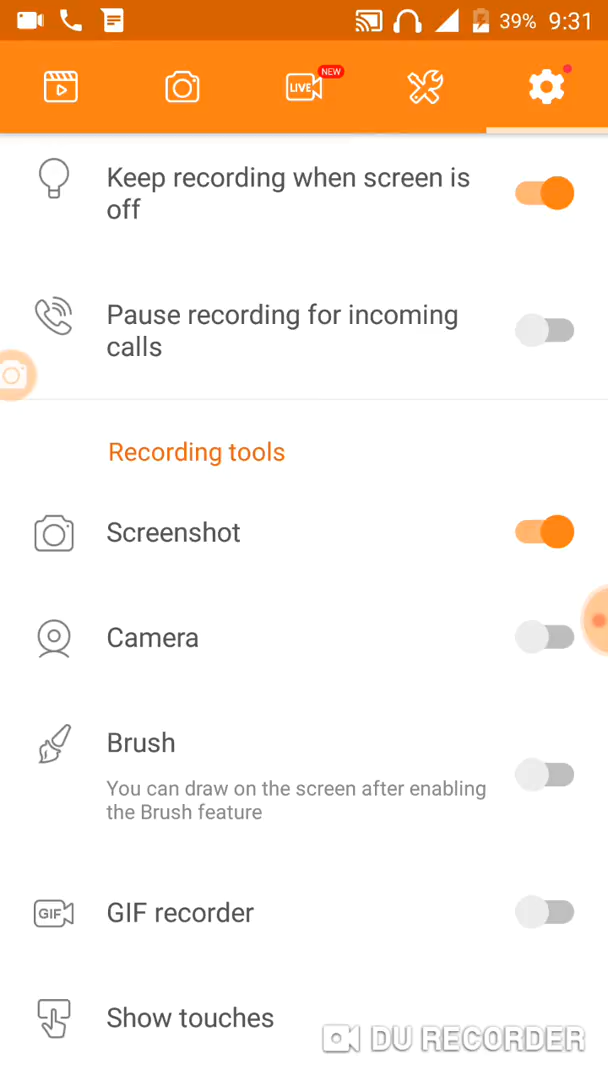 39% 9:31
LIVE NEW
Keep recording when screen is
off
Pause recording for incoming
calls
Recording tools
Screenshot
Camera
Brush
You can draw on the screen after enabling
the Brush feature
GIF GIF recorder
Show touches
DU RECORDER